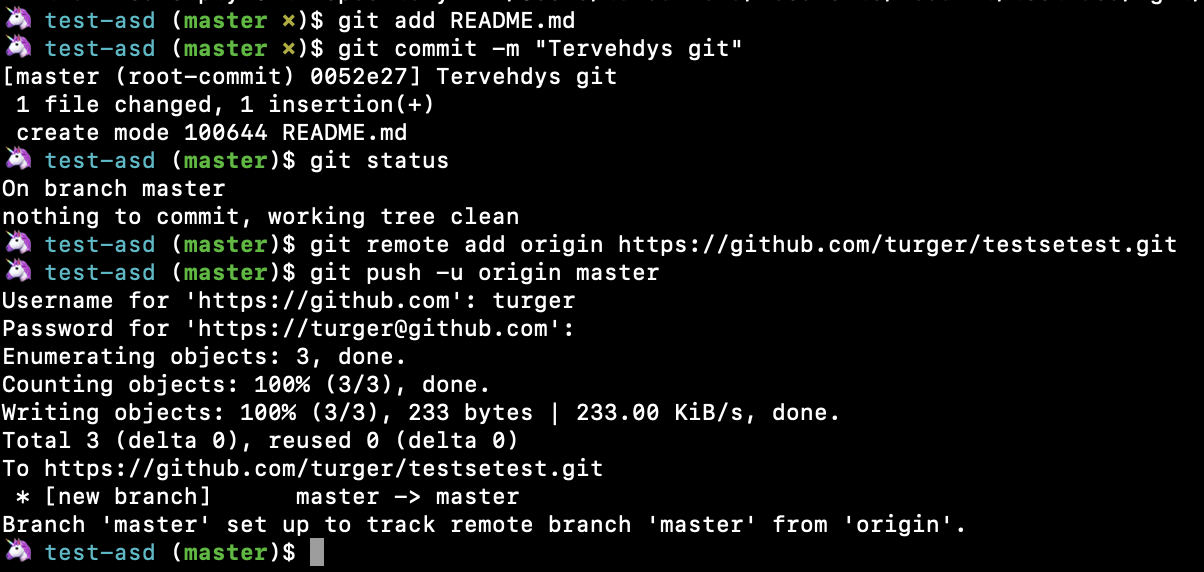 🦄 test-asd (master ×)$ git add README.md
🦄 test-asd (master ×)$ git commit -m "Tervehdys git"
[master (root-commit) 0052e27] Tervehdys git
 1 file changed, 1 insertion(+)
 create mode 100644 README.md
🦄 test-asd (master)$ git status
On branch master
nothing to commit, working tree clean
🦄 test-asd (master)$ git remote add origin https://github.com/turger/testsetest.git
🦄 test-asd (master)$ git push -u origin master
Username for 'https://github.com': turger
Password for 'https://turger@github.com':
Enumerating objects: 3, done.
Counting objects: 100% (3/3), done.
Writing objects: 100% (3/3), 233 bytes | 233.00 KiB/s, done.
Total 3 (delta 0), reused 0 (delta 0)
To https://github.com/turger/testsetest.git
 * [new branch]      master -> master
Branch 'master' set up to track remote branch 'master' from 'origin'.
🦄 test-asd (master)$